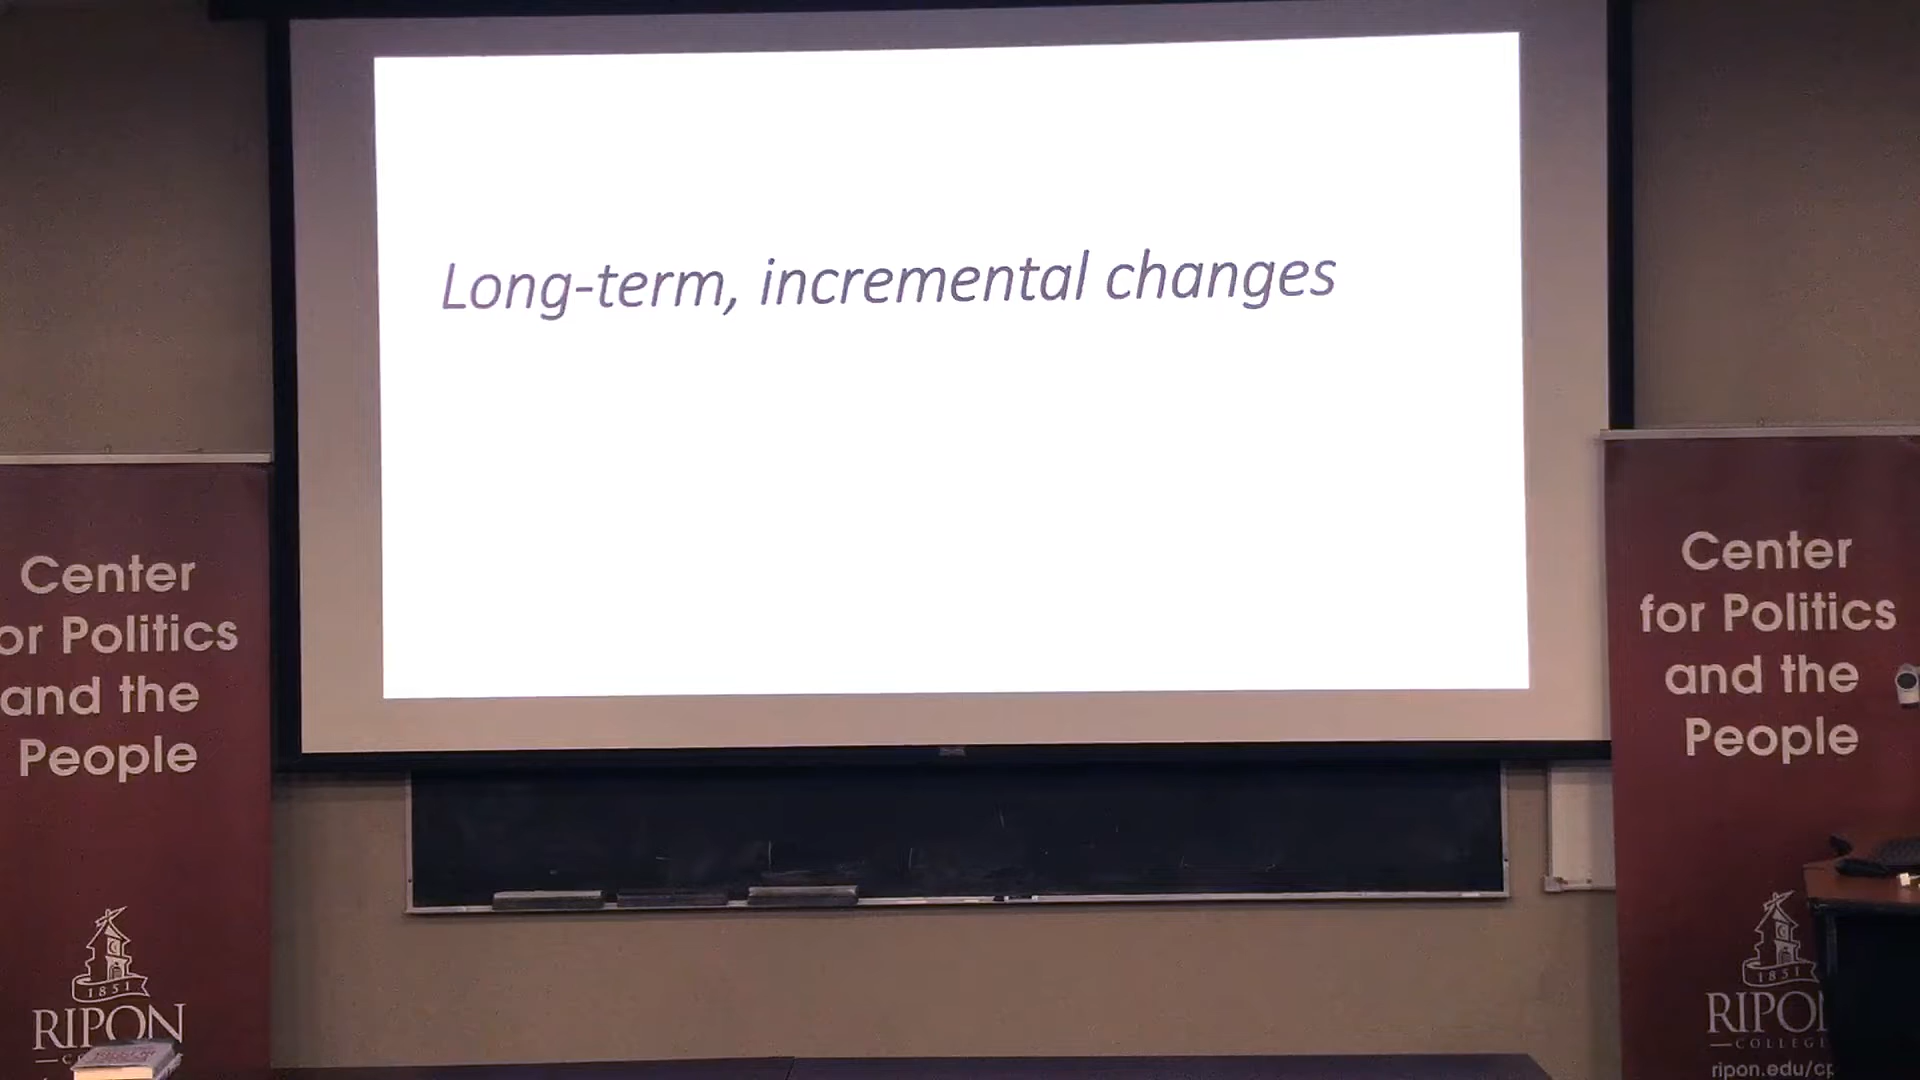 Long-term, incremental changes
Center
or Politics
and the
People
1851
RIPON
Center
for Politics
and the
People
1851
RIPO
COLLEGE
ripon.edu/cp